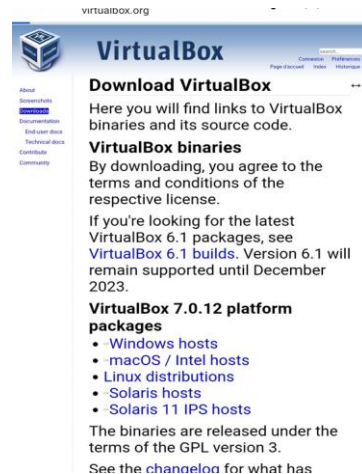 virtualbox.org
VirtualBox
search...
Connexion Préférences
Page d'accueil Index Historique
About
Screenshots
Downloads
Documentation
End-user docs
Technical docs
Contribute
Community
Download VirtualBox
Here you will find links to VirtualBox
binaries and its source code.
VirtualBox binaries
By downloading, you agree to the
terms and conditions of the
respective license.
If you're looking for the latest
VirtualBox 6.1 packages, see
VirtualBox 6.1 builds. Version 6.1 will
remain supported until December
2023.
VirtualBox 7.0.12 platform
packages
• Windows hosts
• macOS / Intel hosts
• Linux distributions
• Solaris hosts
• Solaris 11 IPS hosts
The binaries are released under the
terms of the GPL version 3.
See the changelog for what has